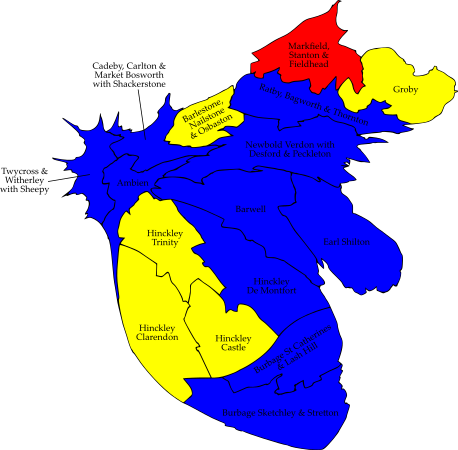 Markfield,
Stanton &
Fieldhead
Cadeby, Carlton &
Market Bosworth
with Shackerstone
Groby
Ratby, Bagworth & Thornton
Barlestone,
Nailstone
& Osbaston
Newbold Verdon with
Desford & Peckleton
Twycross &
Witherley
with Sheepy
Ambien
Barwell
Hinckley
Trinity
Earl Shilton
Hinckley
De Montfort
Hinckley
Clarendon
Hinckley
Castle
Burbage St Catherines
& Lash Hill
Burbage Sketchley & Stretton